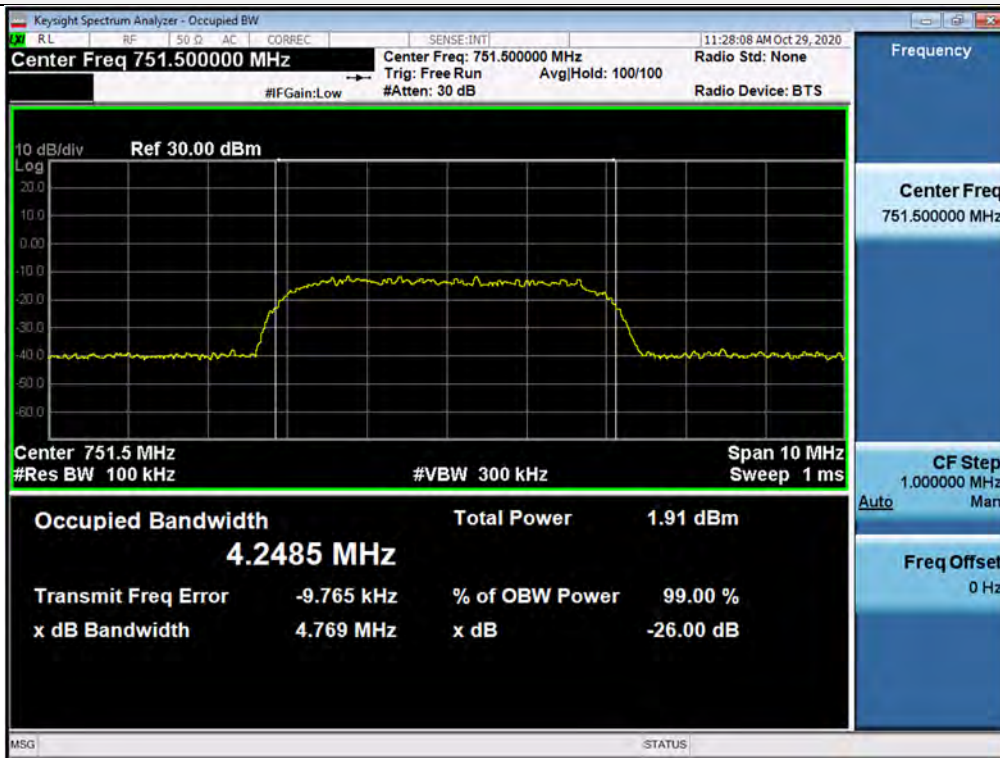 Keysight Spectrum Analyzer - Occupied BW
LXI RL RF 50 Ω AC CORREC SENSE:INT 11:28:08 AM Oct 29, 2020
Center Freq 751.500000 MHz
Center Freq: 751.500000 MHz
Radio Std: None
Trig: Free Run Avg|Hold: 100/100
#IFGain:Low
#Atten: 30 dB
Radio Device: BTS
Frequency
10 dB/div Ref 30.00 dBm
Log
20.0
10.0
0.00
-10.0
-20.0
-30.0
-40.0
-50.0
-60.0
Center 751.5 MHz Span 10 MHz
#Res BW 100 kHz #VBW 300 kHz Sweep 1 ms
Occupied Bandwidth Total Power 1.91 dBm
4.2485 MHz
Transmit Freq Error -9.765 kHz % of OBW Power 99.00 %
x dB Bandwidth 4.769 MHz x dB -26.00 dB
Center Freq
751.500000 MHz
CF Step
1.000000 MHz
Auto Man
Freq Offset
0 Hz
MSG STATUS